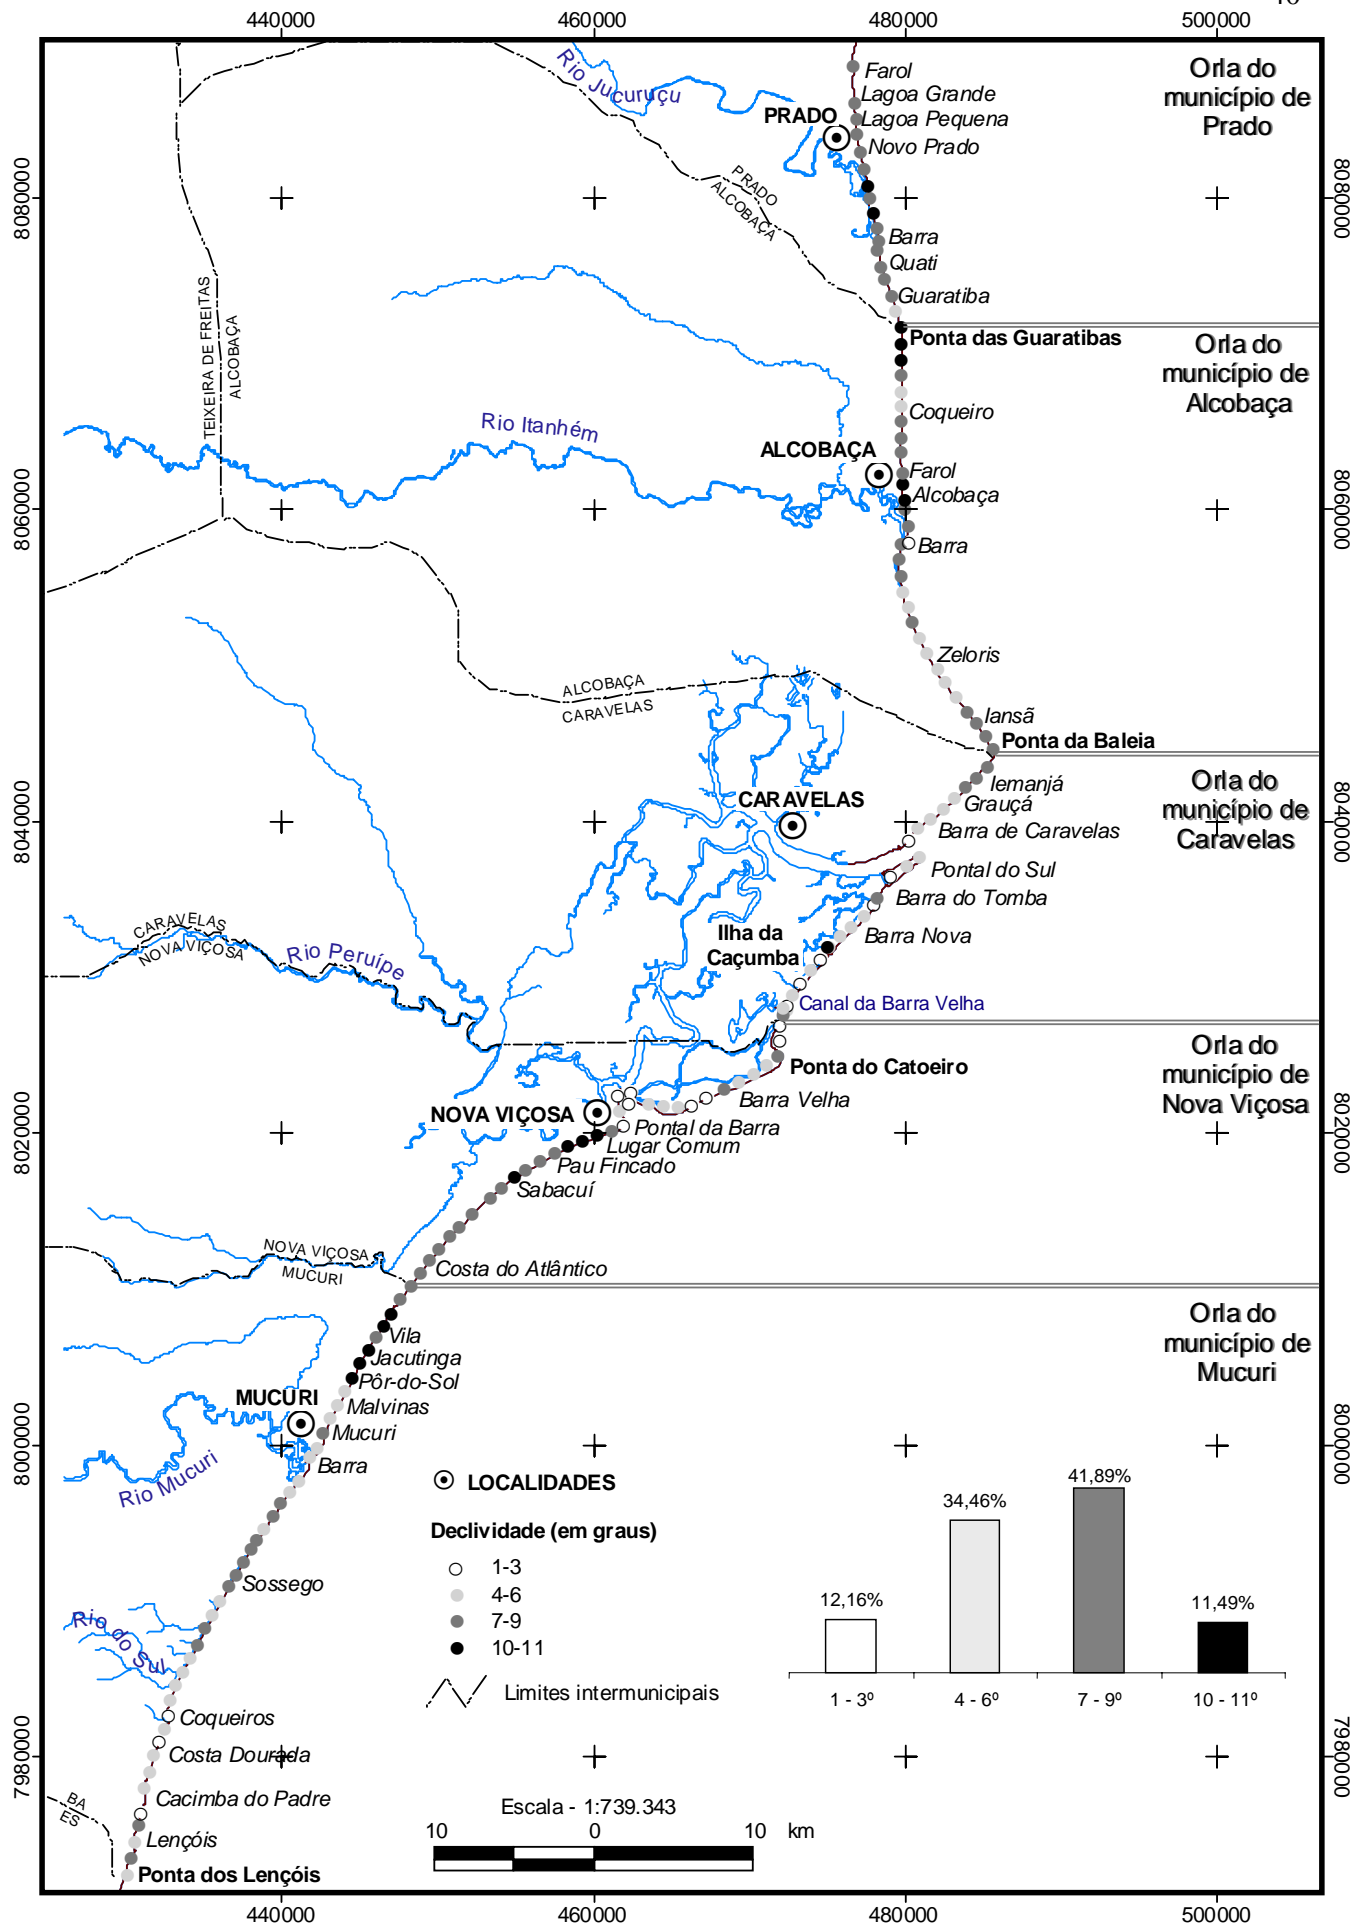 440000
460000
480000
500000
Rio Jucuruçu
Farol
Lagoa Grande
PRADO
Lagoa Pequena
Novo Prado
Orla do
município de
Prado
8080000
8080000
PRADO
ALCOBAÇA
Barra
Quati
Guaratiba
TEIXEIRA DE FREITAS
ALCOBAÇA
Ponta das Guaratibas
Orla do
município de
Alcobaça
Coqueiro
Rio Itanhém
ALCOBAÇA
Farol
Alcobaça
8060000
8060000
Barra
Zeloris
ALCOBAÇA
CARAVELAS
Iansã
Ponta da Baleia
Iemanjá
Grauçá
Orla do
município de
Caravelas
CARAVELAS
8040000
8040000
Barra de Caravelas
Pontal do Sul
Barra do Tomba
CARAVELAS
NOVA VIÇOSA
Rio Peruípe
Ilha da
Caçumba
Barra Nova
Canal da Barra Velha
Ponta do Catoeiro
Orla do
município de
Nova Viçosa
Barra Velha
NOVA VIÇOSA
Pontal da Barra
8020000
8020000
Lugar Comum
Pau Fincado
Sabacuí
NOVA VIÇOSA
MUCURI
Costa do Atlântico
Orla do
município de
Mucuri
Vila
Jacutinga
Pôr-do-Sol
MUCURI
Malvinas
Mucuri
8000000
8000000
Barra
Rio Mucuri
LOCALIDADES
Declividade (em graus)
1-3
4-6
7-9
10-11
Limites intermunicipais
12,16%
34,46%
41,89%
11,49%
1 - 3º
4 - 6º
7 - 9º
10 - 11º
Sossego
Rio do Sul
Coqueiros
Costa Dourada
7980000
7980000
Cacimba do Padre
BA
ES
Lençóis
Ponta dos Lençóis
Escala - 1:739.343
10
0
10
km
440000
460000
480000
500000